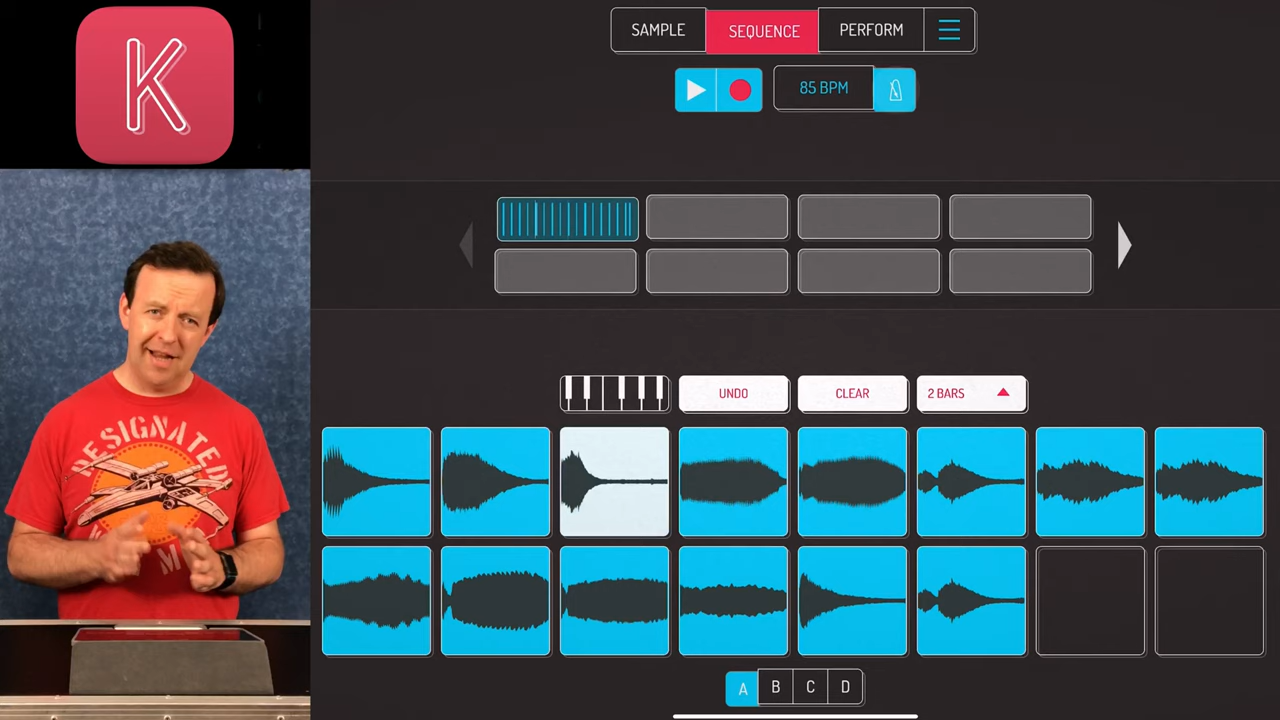 K
SAMPLE SEQUENCE PERFORM
85 BPM
UNDO CLEAR 2 BARS
DESIGNATED
A B C D